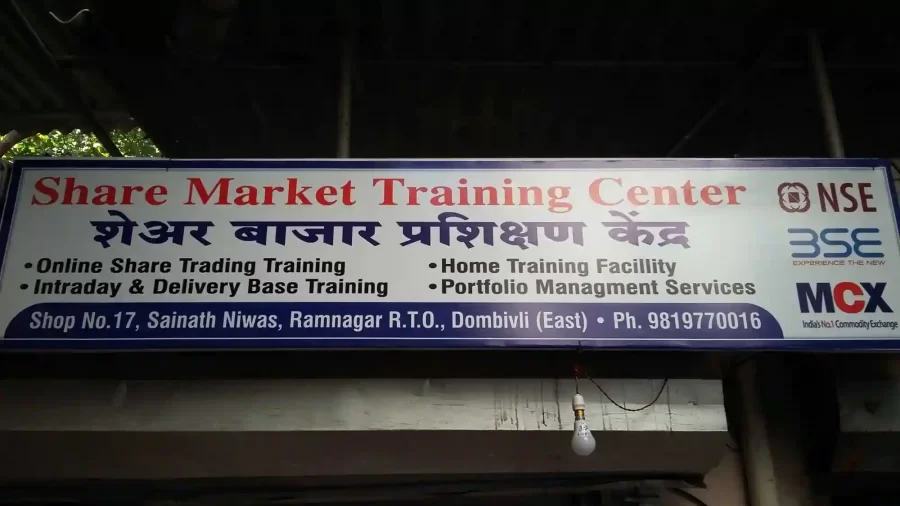 Share Market Training Center
शेअर बाजार प्रशिक्षण केंद्र
• Online Share Trading Training
• Intraday & Delivery Base Training
• Home Training Facillity
• Portfolio Managment Services
Shop No.17, Sainath Niwas, Ramnagar R.T.O., Dombivli (East) • Ph. 9819770016
NSE
BSE
EXPERIENCE THE NEW
MCX
India's No.1 Commodity Exchange